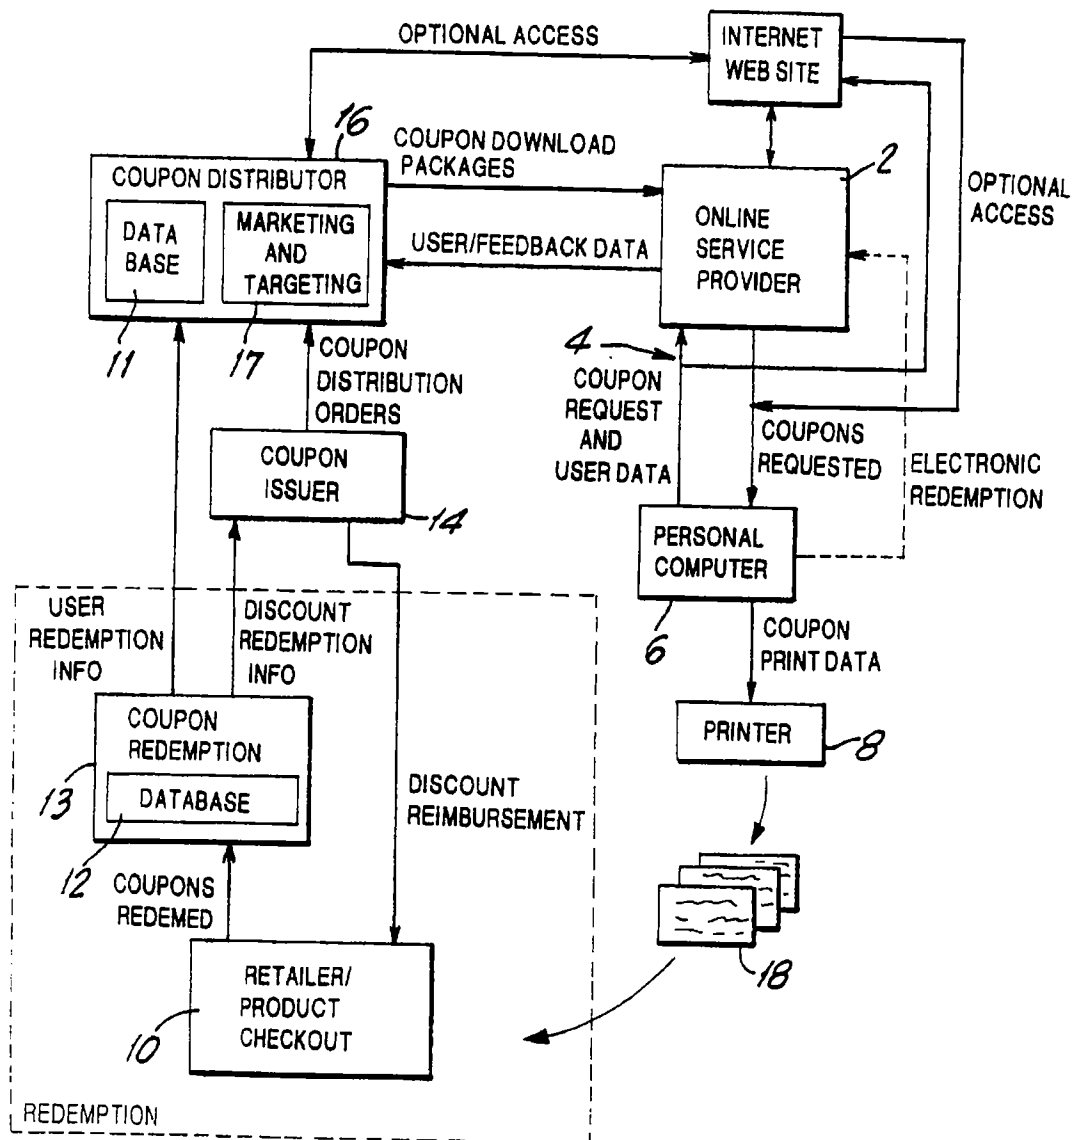 OPTIONAL ACCESS
INTERNET
WEB SITE
16
COUPON DOWNLOAD
PACKAGES
COUPON DISTRIBUTOR
DATA
BASE
MARKETING
AND
TARGETING
11
17
USER/FEEDBACK DATA
2
ONLINE
SERVICE
PROVIDER
OPTIONAL
ACCESS
COUPON
DISTRIBUTION
ORDERS
4
COUPON
REQUEST
AND
USER DATA
COUPONS
REQUESTED
ELECTRONIC
REDEMPTION
COUPON
ISSUER
14
PERSONAL
COMPUTER
6
USER
REDEMPTION
INFO
DISCOUNT
REDEMPTION
INFO
COUPON
PRINT DATA
COUPON
REDEMPTION
DATABASE
13
12
PRINTER
8
DISCOUNT
REIMBURSEMENT
COUPONS
REDEMED
18
RETAILER/
PRODUCT
CHECKOUT
10
REDEMPTION